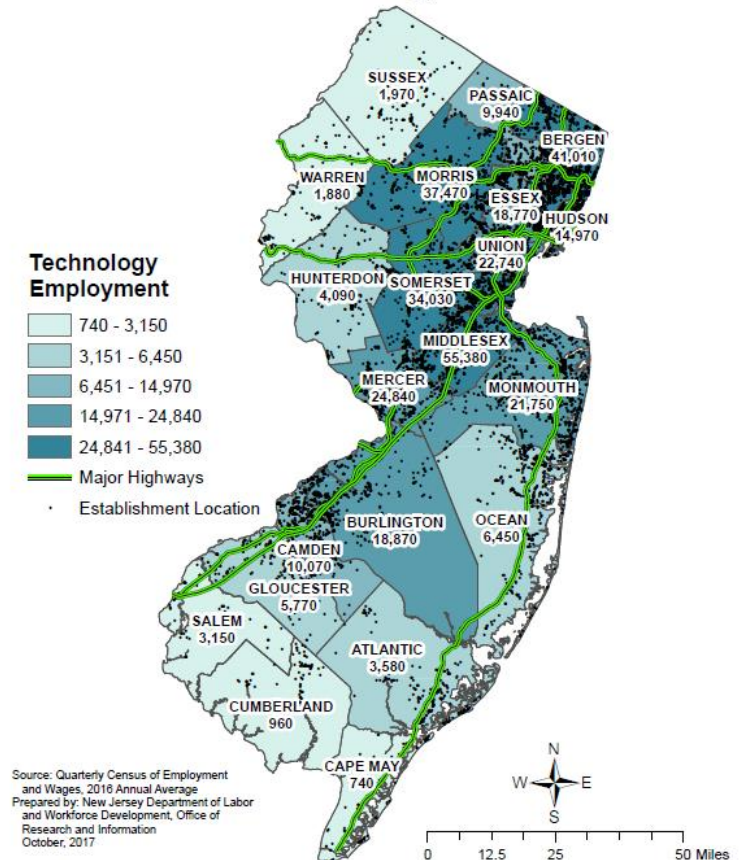 SUSSEX
1,970
PASSAIC
9,940
BERGEN
41,010
WARREN
1,880
MORRIS
37,470
ESSEX
18,770
HUDSON
14,970
UNION
22,740
HUNTERDON
4,090
SOMERSET
34,030
MIDDLESEX
55,380
MERCER
24,840
MONMOUTH
21,750
Technology
Employment
740 - 3,150
3,151 - 6,450
6,451 - 14,970
14,971 - 24,840
24,841 - 55,380
Major Highways
Establishment Location
BURLINGTON
18,870
OCEAN
6,450
CAMDEN
10,070
GLOUCESTER
5,770
SALEM
3,150
ATLANTIC
3,580
CUMBERLAND
960
CAPE MAY
740
Source: Quarterly Census of Employment
and Wages, 2016 Annual Average
Prepared by: New Jersey Department of Labor
and Workforce Development, Office of
Research and Information
October, 2017
N
W E
S
0 12.5 25 50 Miles